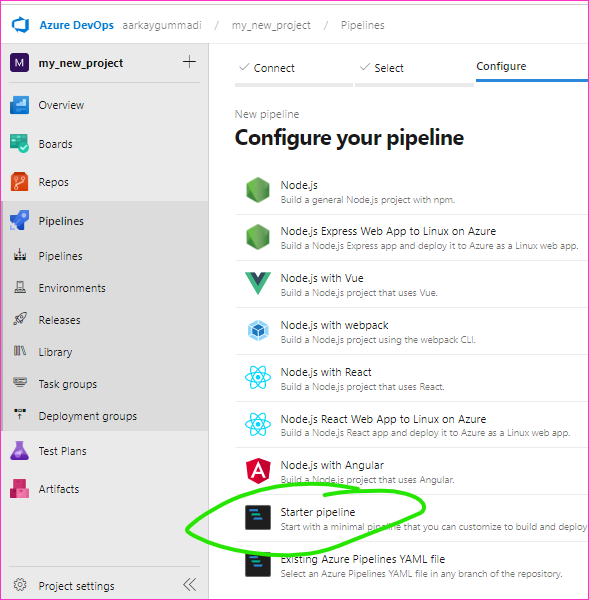 Azure DevOps aarkaygummadi / my_new_project / Pipelines
M my_new_project +
Overview
Boards
Repos
Pipelines
Pipelines
Environments
Releases
Library
Task groups
Deployment groups
Test Plans
Artifacts
Project settings
Connect Select Configure
New pipeline
Configure your pipeline
Node.js
Build a general Node.js project with npm.
Node.js Express Web App to Linux on Azure
Build a Node.js Express app and deploy it to Azure as a Linux web app.
Node.js with Vue
Build a Node.js project that uses Vue.
Node.js with webpack
Build a Node.js project using the webpack CLI.
Node.js with React
Build a Node.js project that uses React.
Node.js React Web App to Linux on Azure
Build a Node.js React app and deploy it to Azure as a Linux web app.
Node.js with Angular
Build a Node.js project that uses Angular.
Starter pipeline
Start with a minimal pipeline that you can customize to build and deploy
Existing Azure Pipelines YAML file
Select an Azure Pipelines YAML file in any branch of the repository.